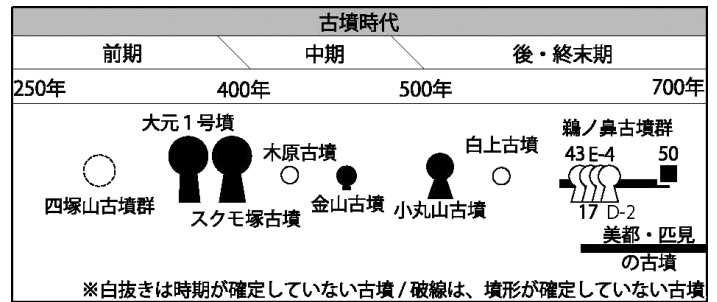 古墳時代
前期 中期 後・終末期
250年 400年 500年 700年
大元１号墳
木原古墳
白上古墳
鵜ノ鼻古墳群
43 E-4 50
四塚山古墳群
スクモ塚古墳
金山古墳
小丸山古墳
17 D-2
美都・匹見
の古墳
※白抜きは時期が確定していない古墳 / 破線は、墳形が確定していない古墳